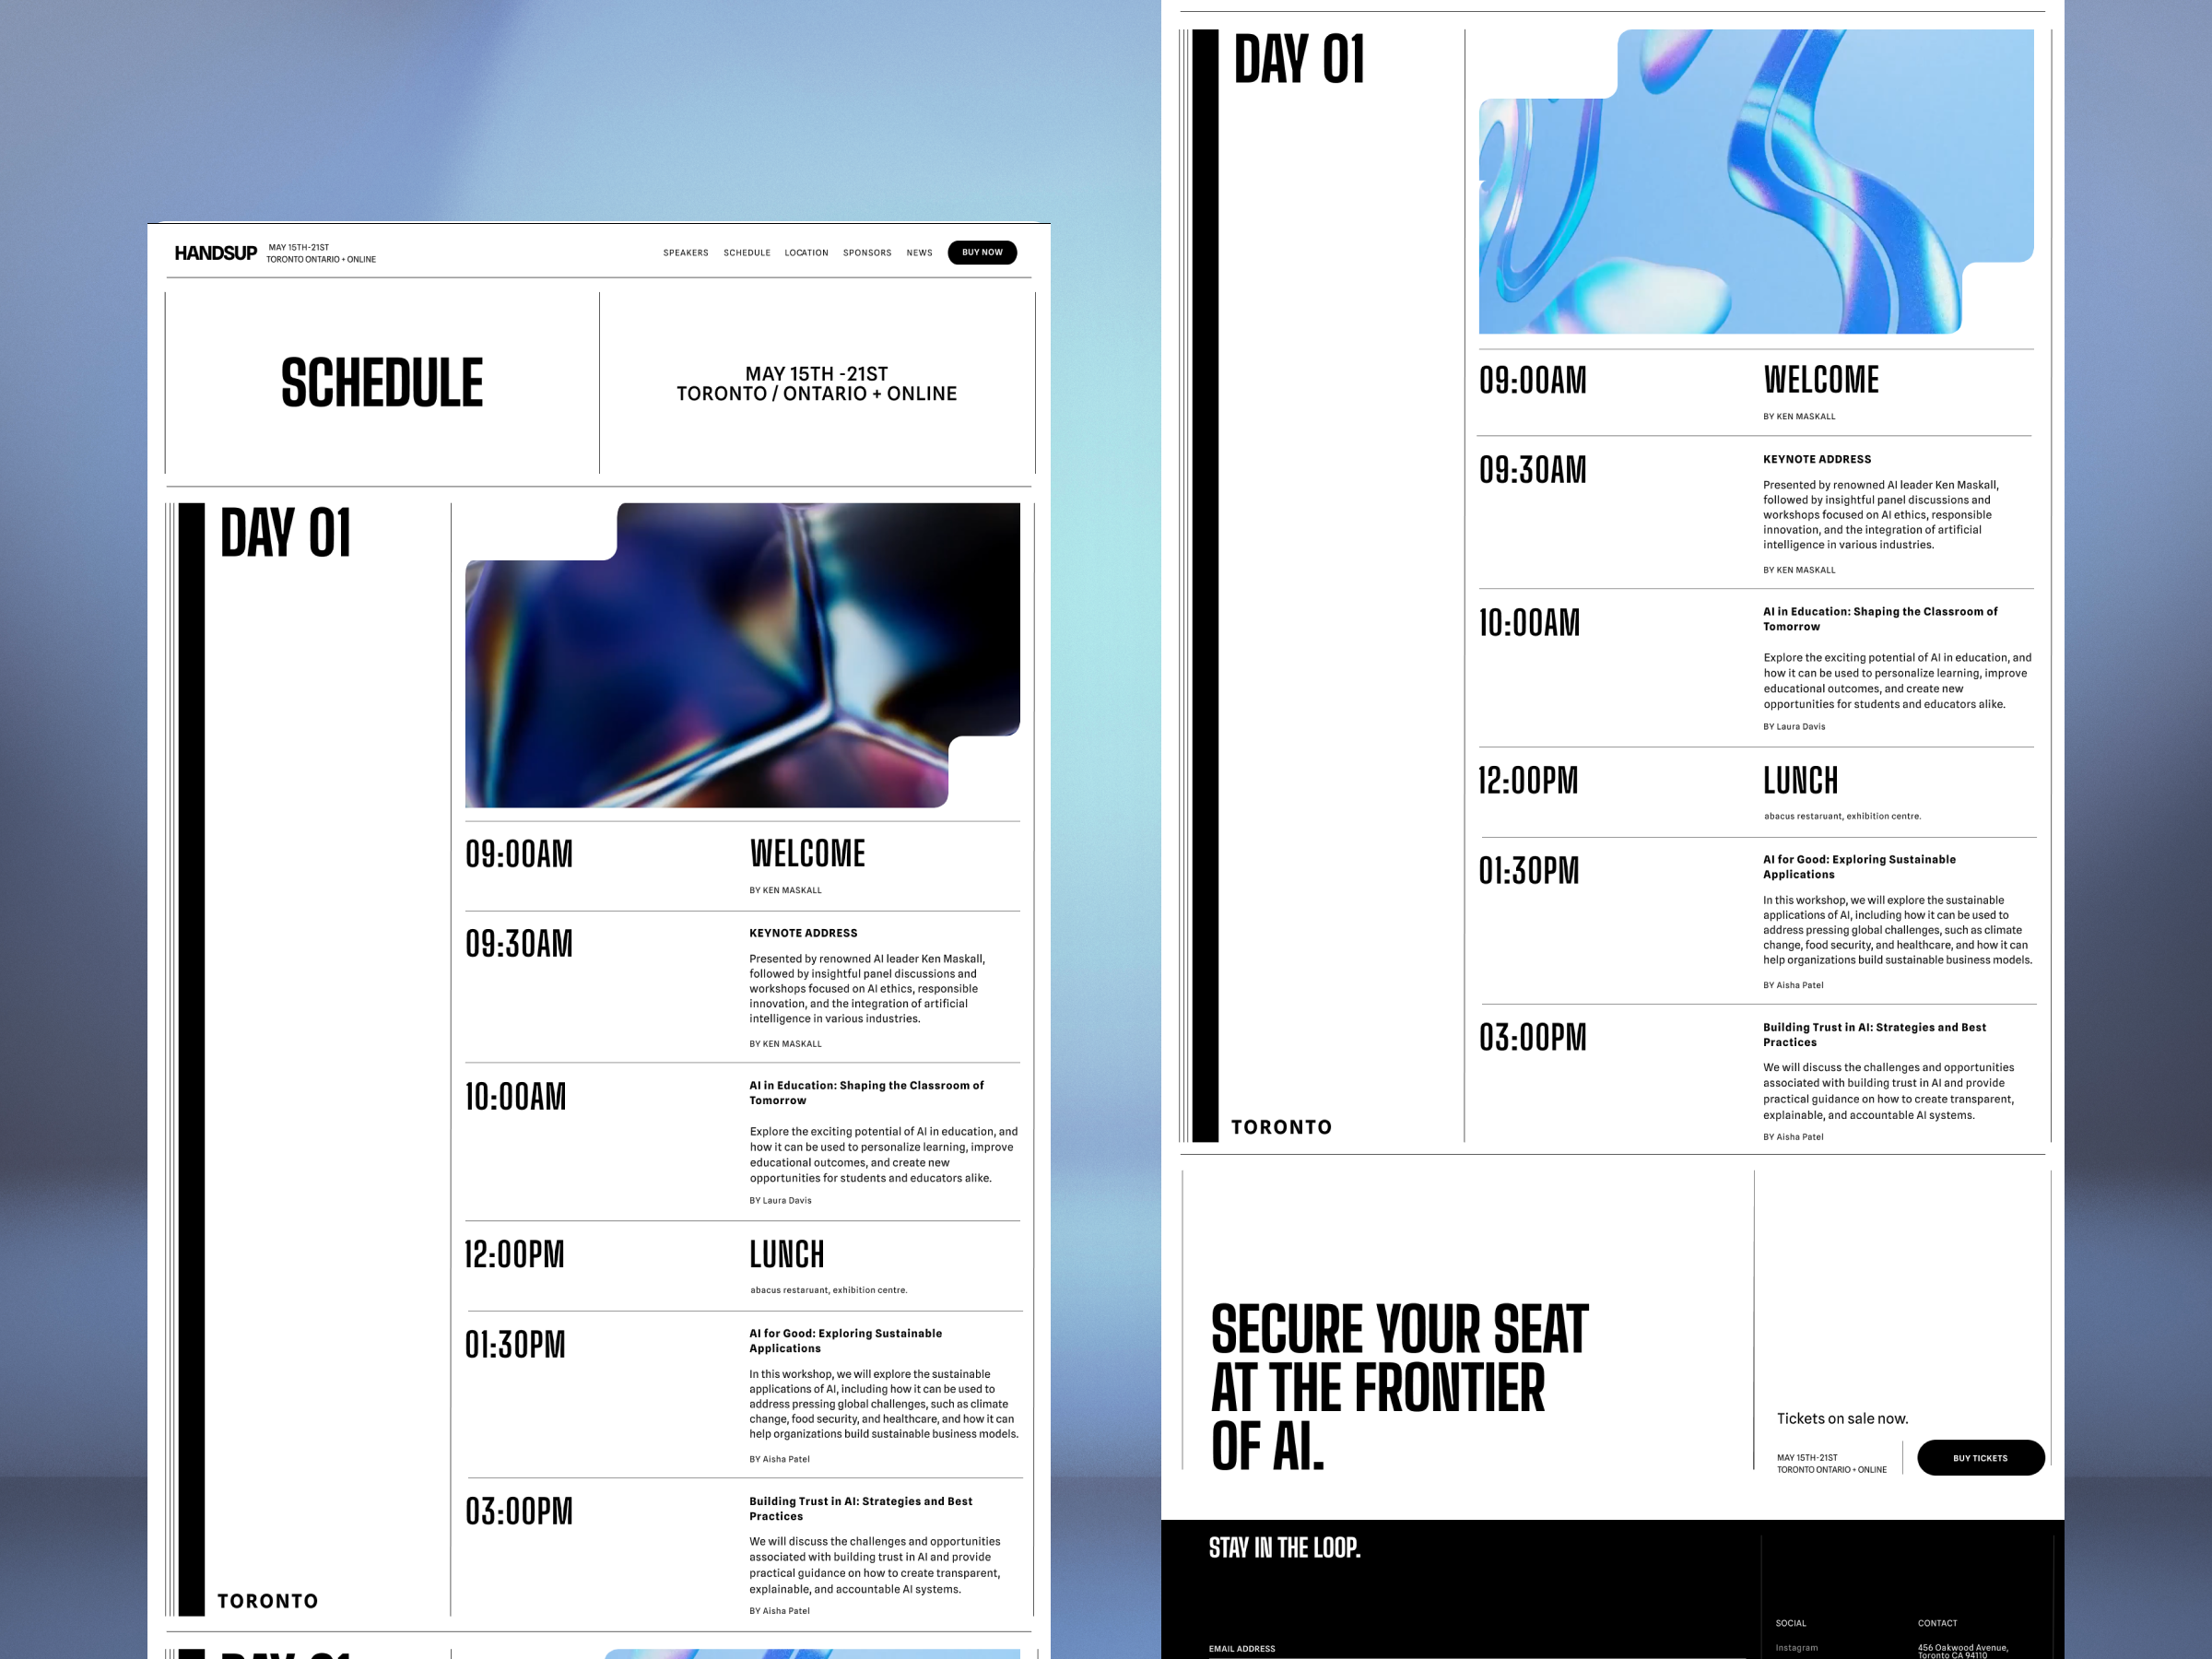 HANDSUP
MAY 15TH-21ST
TORONTO ONTARIO + ONLINE
SPEAKERS SCHEDULE LOCATION SPONSORS NEWS BUY NOW
SCHEDULE
MAY 15TH -21ST
TORONTO / ONTARIO + ONLINE
DAY 01
09:00AM
WELCOME
BY KEN MASKALL
09:30AM
KEYNOTE ADDRESS
Presented by renowned AI leader Ken Maskall,
followed by insightful panel discussions and
workshops focused on AI ethics, responsible
innovation, and the integration of artificial
intelligence in various industries.
BY KEN MASKALL
10:00AM
AI in Education: Shaping the Classroom of
Tomorrow
Explore the exciting potential of AI in education, and
how it can be used to personalize learning, improve
educational outcomes, and create new
opportunities for students and educators alike.
BY Laura Davis
12:00PM
LUNCH
abacus restaruant, exhibition centre.
01:30PM
AI for Good: Exploring Sustainable
Applications
In this workshop, we will explore the sustainable
applications of AI, including how it can be used to
address pressing global challenges, such as climate
change, food security, and healthcare, and how it can
help organizations build sustainable business models.
BY Aisha Patel
03:00PM
Building Trust in AI: Strategies and Best
Practices
We will discuss the challenges and opportunities
associated with building trust in AI and provide
practical guidance on how to create transparent,
explainable, and accountable AI systems.
BY Aisha Patel
TORONTO
DAY 01
09:00AM
WELCOME
BY KEN MASKALL
09:30AM
KEYNOTE ADDRESS
Presented by renowned AI leader Ken Maskall,
followed by insightful panel discussions and
workshops focused on AI ethics, responsible
innovation, and the integration of artificial
intelligence in various industries.
BY KEN MASKALL
10:00AM
AI in Education: Shaping the Classroom of
Tomorrow
Explore the exciting potential of AI in education, and
how it can be used to personalize learning, improve
educational outcomes, and create new
opportunities for students and educators alike.
BY Laura Davis
12:00PM
LUNCH
abacus restaruant, exhibition centre.
01:30PM
AI for Good: Exploring Sustainable
Applications
In this workshop, we will explore the sustainable
applications of AI, including how it can be used to
address pressing global challenges, such as climate
change, food security, and healthcare, and how it can
help organizations build sustainable business models.
BY Aisha Patel
03:00PM
Building Trust in AI: Strategies and Best
Practices
We will discuss the challenges and opportunities
associated with building trust in AI and provide
practical guidance on how to create transparent,
explainable, and accountable AI systems.
BY Aisha Patel
TORONTO
SECURE YOUR SEAT
AT THE FRONTIER
OF AI.
Tickets on sale now.
MAY 15TH-21ST
TORONTO ONTARIO + ONLINE
BUY TICKETS
STAY IN THE LOOP.
EMAIL ADDRESS
SOCIAL
Instagram
CONTACT
456 Oakwood Avenue,
Toronto CA 94110